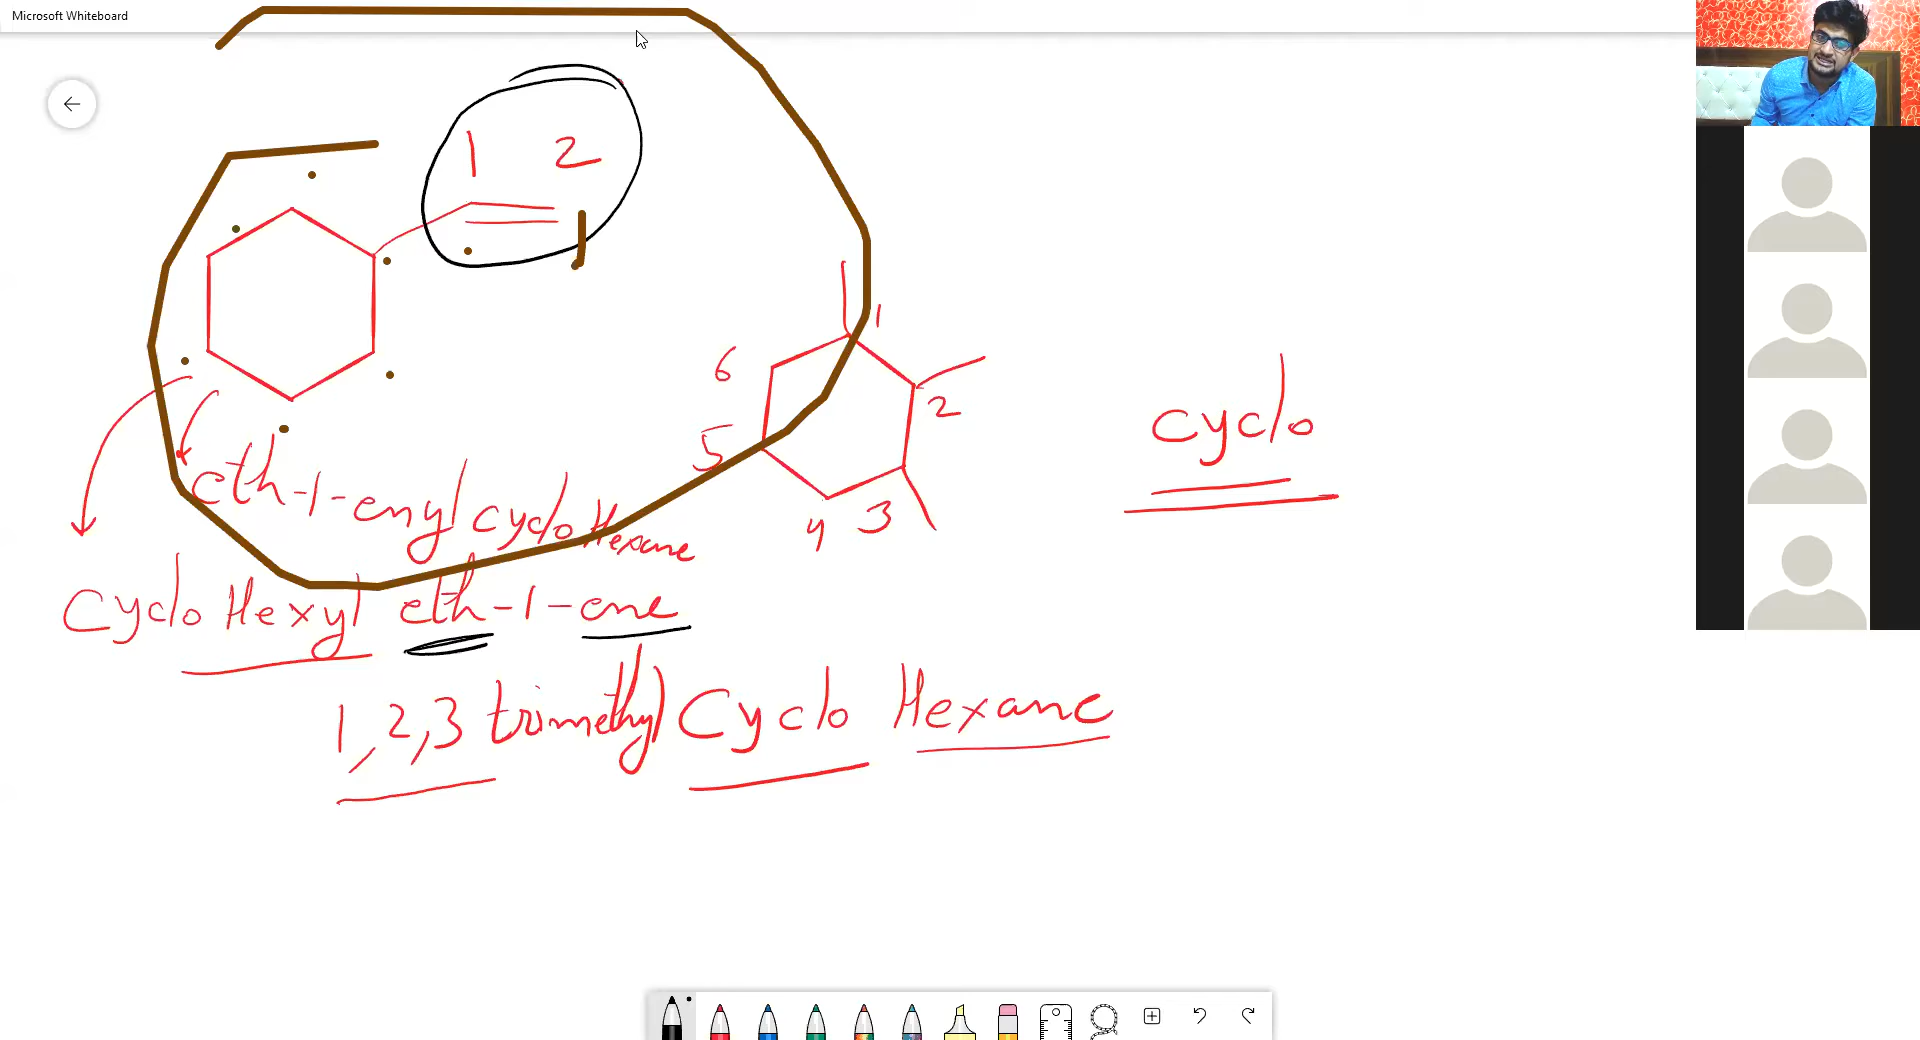 Microsoft Whiteboard
1 2
1
6
2
5
4 3
cyclo
eth-1-enyl cyclo Hexane
Cyclo Hexyl eth-1-ene
1,2,3 trimethyl Cyclo Hexane